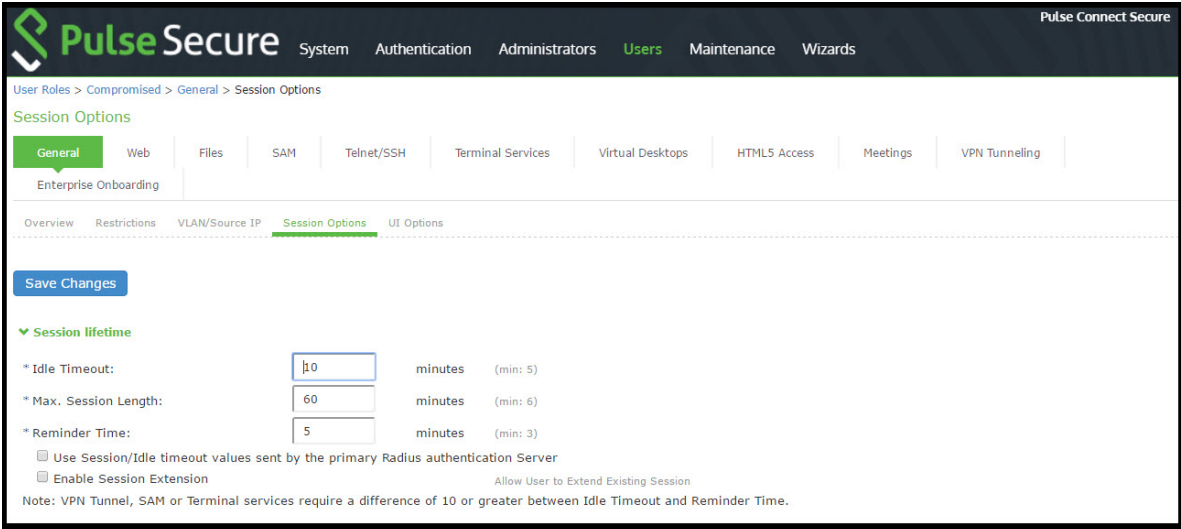 Pulse Connect Secure
Pulse Secure System Authentication Administrators Users Maintenance Wizards
User Roles > Compromised > General > Session Options
Session Options
General Web Files SAM Telnet/SSH Terminal Services Virtual Desktops HTML5 Access Meetings VPN Tunneling
Enterprise Onboarding
Overview Restrictions VLAN/Source IP Session Options UI Options
Save Changes
Session lifetime
* Idle Timeout: 10 minutes (min: 5)
* Max. Session Length: 60 minutes (min: 6)
* Reminder Time: 5 minutes (min: 3)
Use Session/Idle timeout values sent by the primary Radius authentication Server
Enable Session Extension Allow User to Extend Existing Session
Note: VPN Tunnel, SAM or Terminal services require a difference of 10 or greater between Idle Timeout and Reminder Time.